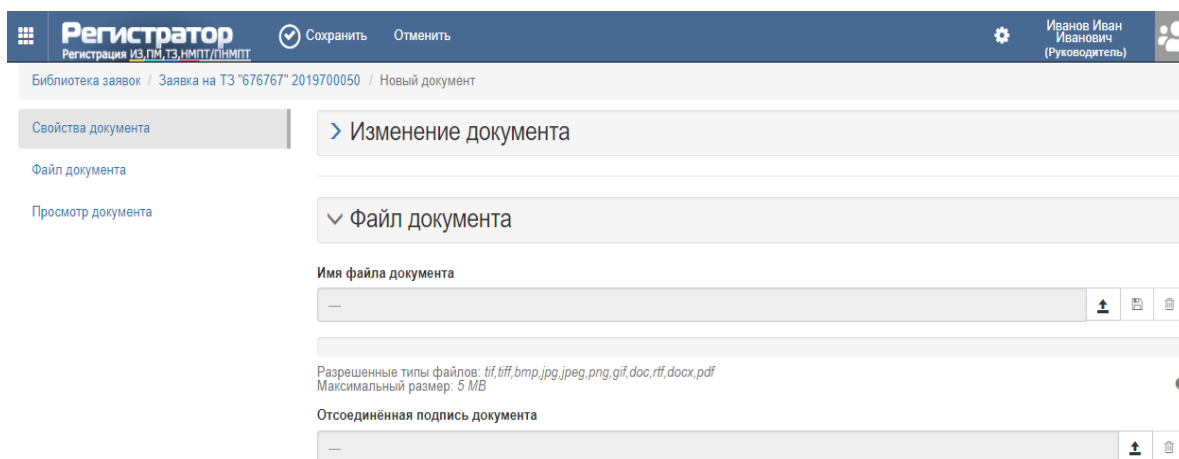 Регистратор
Регистрация ИЗ,ПМ,ТЗ,НМПТ/ПНМПТ
Сохранить Отменить
Иванов Иван
Иванович
(Руководитель)
Библиотека заявок / Заявка на ТЗ "676767" 2019700050 / Новый документ
Свойства документа
Файл документа
Просмотр документа
Изменение документа
Файл документа
Имя файла документа
—
Разрешенные типы файлов: tif,tiff,bmp,jpg,jpeg,png,gif,doc,rtf,docx,pdf
Максимальный размер: 5 MB
Отсоединённая подпись документа
—